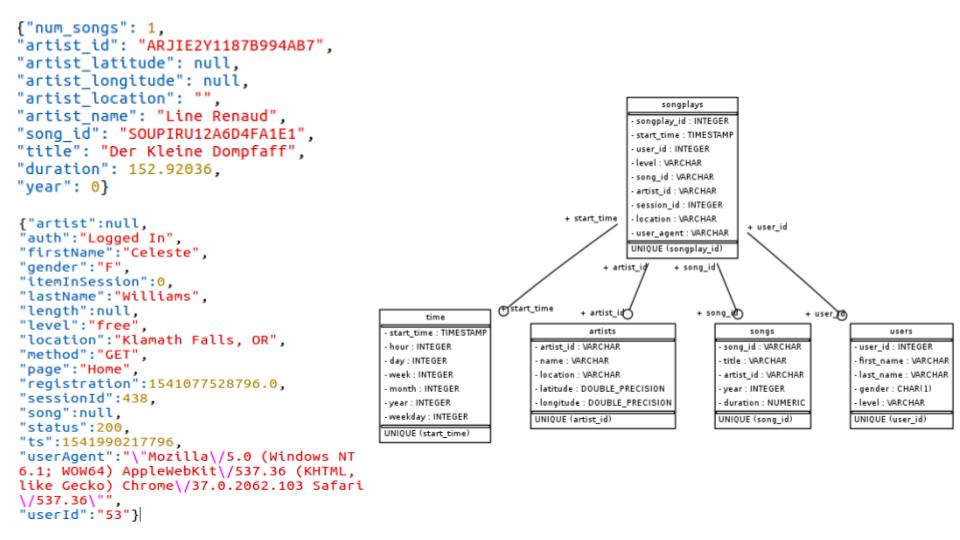 {"num_songs": 1,
"artist_id": "ARJIE2Y1187B994AB7",
"artist_latitude": null,
"artist_longitude": null,
"artist_location": "",
"artist_name": "Line Renaud",
"song_id": "SOUPIRU12A6D4FA1E1",
"title": "Der Kleine Dompfaff",
"duration": 152.92036,
"year": 0}
{"artist":null,
"auth":"Logged In",
"firstName":"Celeste",
"gender":"F",
"itemInSession":0,
"lastName":"Williams",
"length":null,
"level":"free",
"location":"Klamath Falls, OR",
"method":"GET",
"page":"Home",
"registration":1541077528796.0,
"sessionId":438,
"song":null,
"status":200,
"ts":1541990217796,
"userAgent":"\"Mozilla\/5.0 (Windows NT
6.1; WOW64) AppleWebKit\/537.36 (KHTML,
like Gecko) Chrome\/37.0.2062.103 Safari
\/537.36\"",
"userId":"53"}
songplays
- songplay_id : INTEGER
- start_time : TIMESTAMP
- user_id : INTEGER
- level : VARCHAR
- song_id : VARCHAR
- artist_id : VARCHAR
- session_id : INTEGER
- location : VARCHAR
- user_agent : VARCHAR
UNIQUE (songplay_id)
+ start_time
+ user_id
+ artist_id
+ song_id
+ start_time
+ artist_id
+ song_id
+ user_id
time
- start_time : TIMESTAMP
- hour : INTEGER
- day : INTEGER
- week : INTEGER
- month : INTEGER
- year : INTEGER
- weekday : INTEGER
UNIQUE (start_time)
artists
- artist_id : VARCHAR
- name : VARCHAR
- location : VARCHAR
- latitude : DOUBLE_PRECISION
- longitude : DOUBLE_PRECISION
UNIQUE (artist_id)
songs
- song_id : VARCHAR
- title : VARCHAR
- artist_id : VARCHAR
- year : INTEGER
- duration : NUMERIC
UNIQUE (song_id)
users
- user_id : INTEGER
- first_name : VARCHAR
- last_name : VARCHAR
- gender : CHAR(1)
- level : VARCHAR
UNIQUE (user_id)